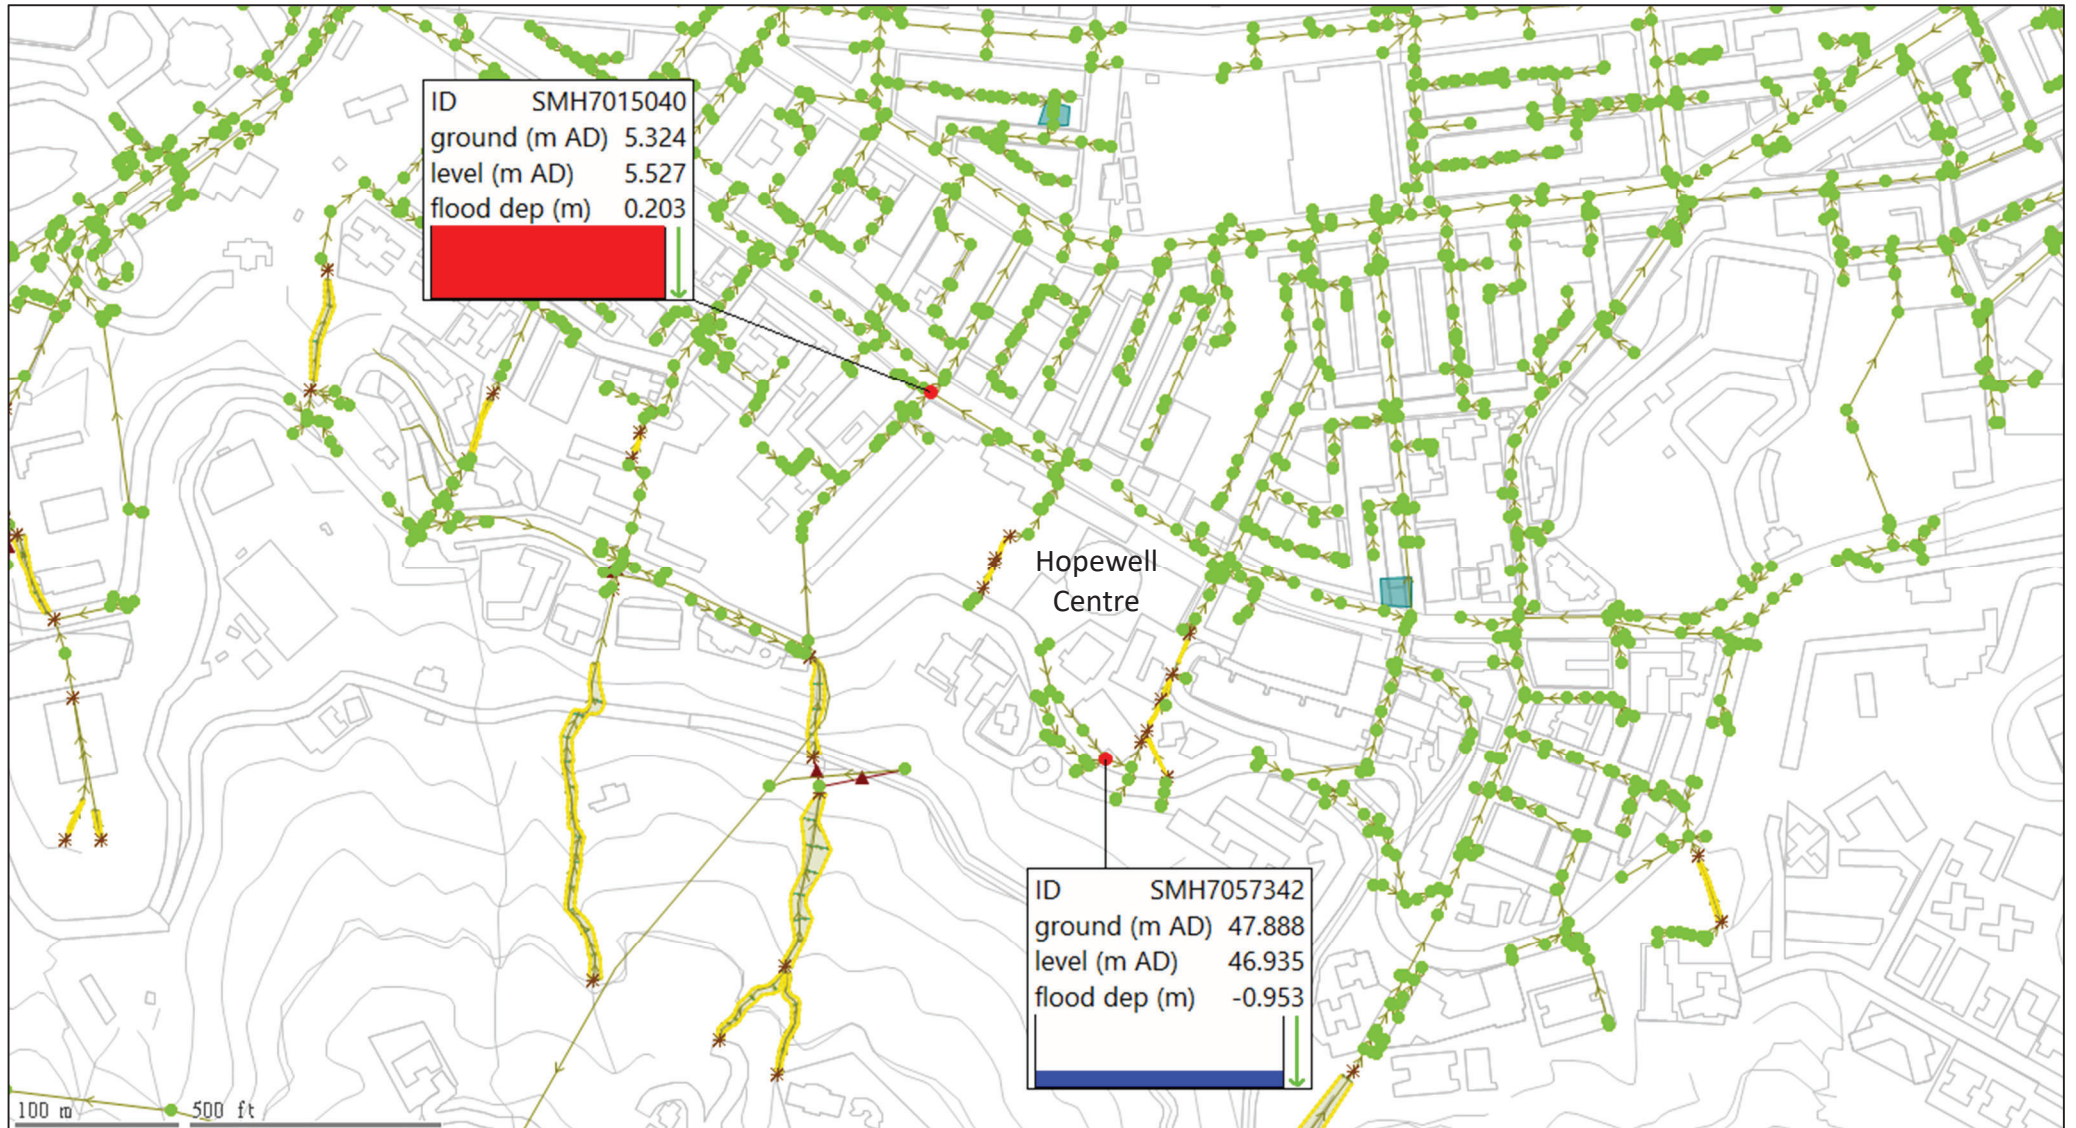 ID SMH7015040
ground (m AD) 5.324
level (m AD) 5.527
flood dep (m) 0.203
Hopewell
Centre
ID SMH7057342
ground (m AD) 47.888
level (m AD) 46.935
flood dep (m) -0.953
100 m 500 ft